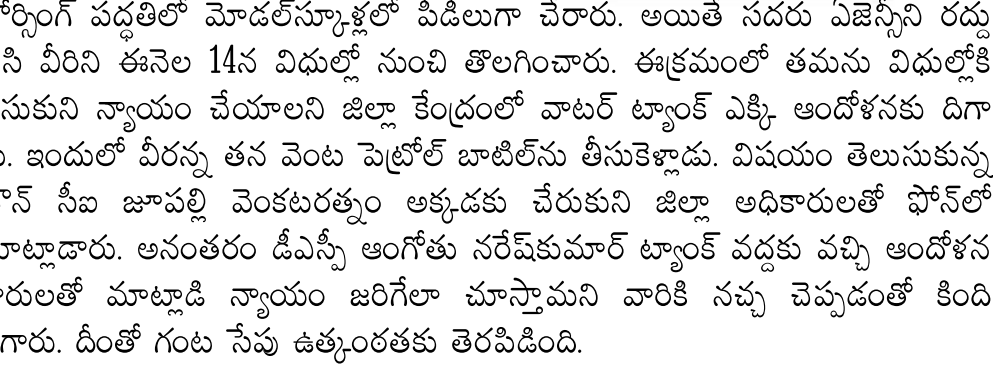 ర్సింగ్ పద్ధతిలో మోడల్‌స్కూళ్లలో పీడీలుగా చేరారు. అయితే సదరు ఏజెన్సీని రద్దు
సి వీరిని ఈనెల 14న విధుల్లో నుంచి తొలగించారు. ఈక్రమంలో తమను విధుల్లోకి
సుకుని న్యాయం చేయాలని జిల్లా కేంద్రంలో వాటర్ ట్యాంక్ ఎక్కి ఆందోళనకు దిగా
. ఇందులో వీరన్న తన వెంట పెట్రోల్ బాటిల్‌ను తీసుకెళ్లాడు. విషయం తెలుసుకున్న
న్ సీఐ జూపల్లి వెంకటరత్నం అక్కడకు చేరుకుని జిల్లా అధికారులతో ఫోన్‌లో
ట్లాడారు. అనంతరం డీఎస్పీ ఆంగోతు నరేష్‌కుమార్ ట్యాంక్ వద్దకు వచ్చి ఆందోళన
రులతో మాట్లాడి న్యాయం జరిగేలా చూస్తామని వారికి నచ్చ చెప్పడంతో కింది
గారు. దీంతో గంట సేపు ఉత్కంఠతకు తెరపడింది.